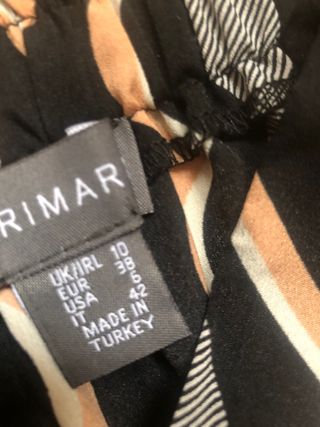 RIMAR
UK/IRL 10
EUR 38
USA 6
IT 42
MADE IN
TURKEY